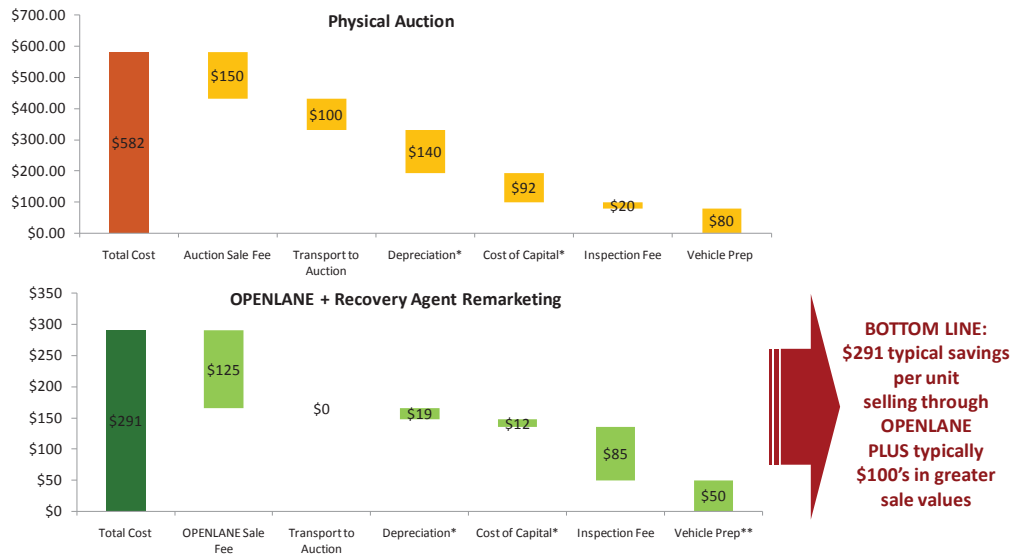 Physical Auction
$700.00
$600.00
$500.00
$400.00
$300.00
$200.00
$100.00
$0.00
$582
$150
$100
$140
$92
$20
$80
Total Cost
Auction Sale Fee
Transport to
Auction
Depreciation*
Cost of Capital*
Inspection Fee
Vehicle Prep
OPENLANE + Recovery Agent Remarketing
$350
$300
$250
$200
$150
$100
$50
$0
$291
$125
$0
$19
$12
$85
$50
Total Cost
OPENLANE Sale
Fee
Transport to
Auction
Depreciation*
Cost of Capital*
Inspection Fee
Vehicle Prep**
BOTTOM LINE:
$291 typical savings
per unit
selling through
OPENLANE
PLUS typically
$100's in greater
sale values